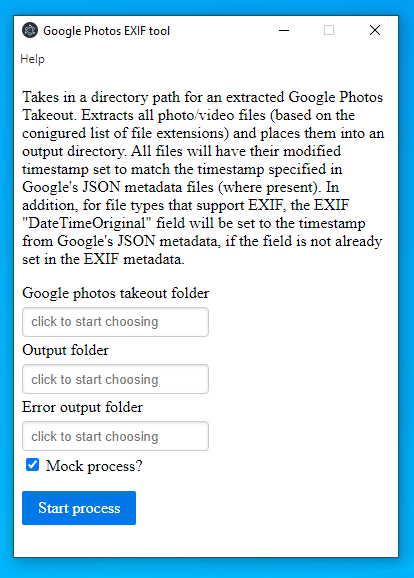 Google Photos EXIF tool
Help
Takes in a directory path for an extracted Google Photos
Takeout. Extracts all photo/video files (based on the
conigured list of file extensions) and places them into an
output directory. All files will have their modified
timestamp set to match the timestamp specified in
Google's JSON metadata files (where present). In
addition, for file types that support EXIF, the EXIF
"DateTimeOriginal" field will be set to the timestamp
from Google's JSON metadata, if the field is not already
set in the EXIF metadata.
Google photos takeout folder
click to start choosing
Output folder
click to start choosing
Error output folder
click to start choosing
Mock process?
Start process